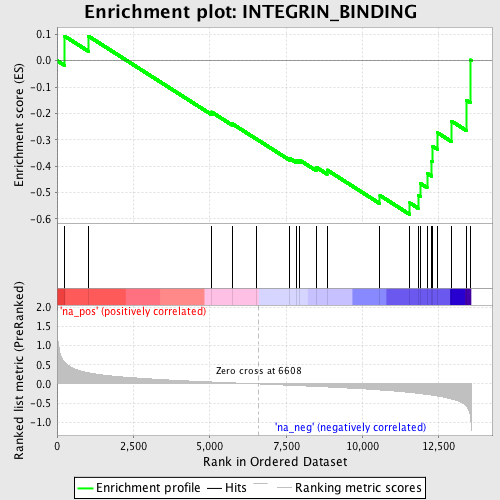 Enrichment plot: INTEGRIN_BINDING
Enrichment score (ES)
0.1
0.0
-0.1
-0.2
-0.3
-0.4
-0.5
-0.6
'na_pos' (positively correlated)
Ranked list metric (PreRanked)
2.0
1.5
1.0
0.5
0.0
-0.5
-1.0
Zero cross at 6608
'na_neg' (negatively correlated)
0 2,500 5,000 7,500 10,000 12,500
Rank in Ordered Dataset
Enrichment profile Hits Ranking metric scores